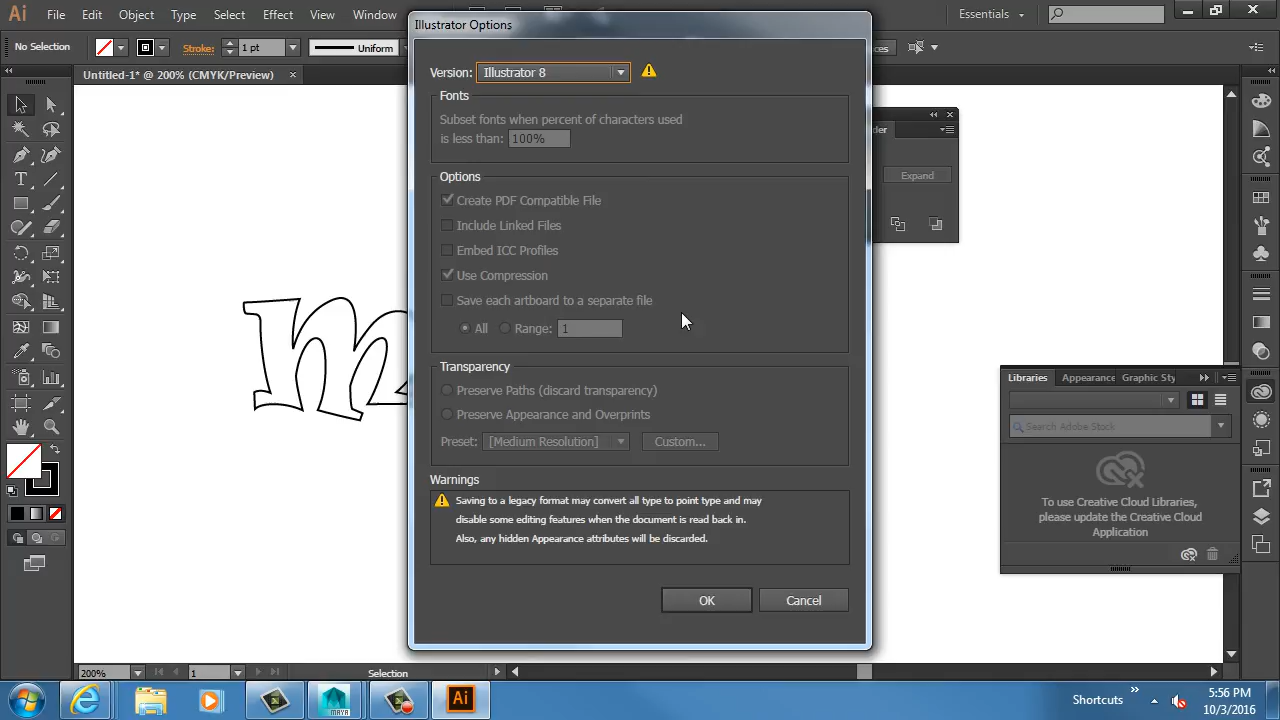 Ai File Edit Object Type Select Effect View Window
Illustrator Options
Essentials
No Selection
Stroke: 1 pt Uniform
Untitled-1* @ 200% (CMYK/Preview) ×
Version: Illustrator 8
Fonts
Subset fonts when percent of characters used
is less than: 100%
Options
Create PDF Compatible File
Include Linked Files
Embed ICC Profiles
Use Compression
Save each artboard to a separate file
All Range: 1
Transparency
Preserve Paths (discard transparency)
Preserve Appearance and Overprints
Preset: [Medium Resolution] Custom...
Warnings
Saving to a legacy format may convert all type to point type and may
disable some editing features when the document is read back in.
Also, any hidden Appearance attributes will be discarded.
OK Cancel
Expand
m
Libraries Appearance Graphic Sty
Search Adobe Stock
To use Creative Cloud Libraries,
please update the Creative Cloud
Application
200% 1 Selection
MAYA
Ai
Shortcuts
5:56 PM
10/3/2016